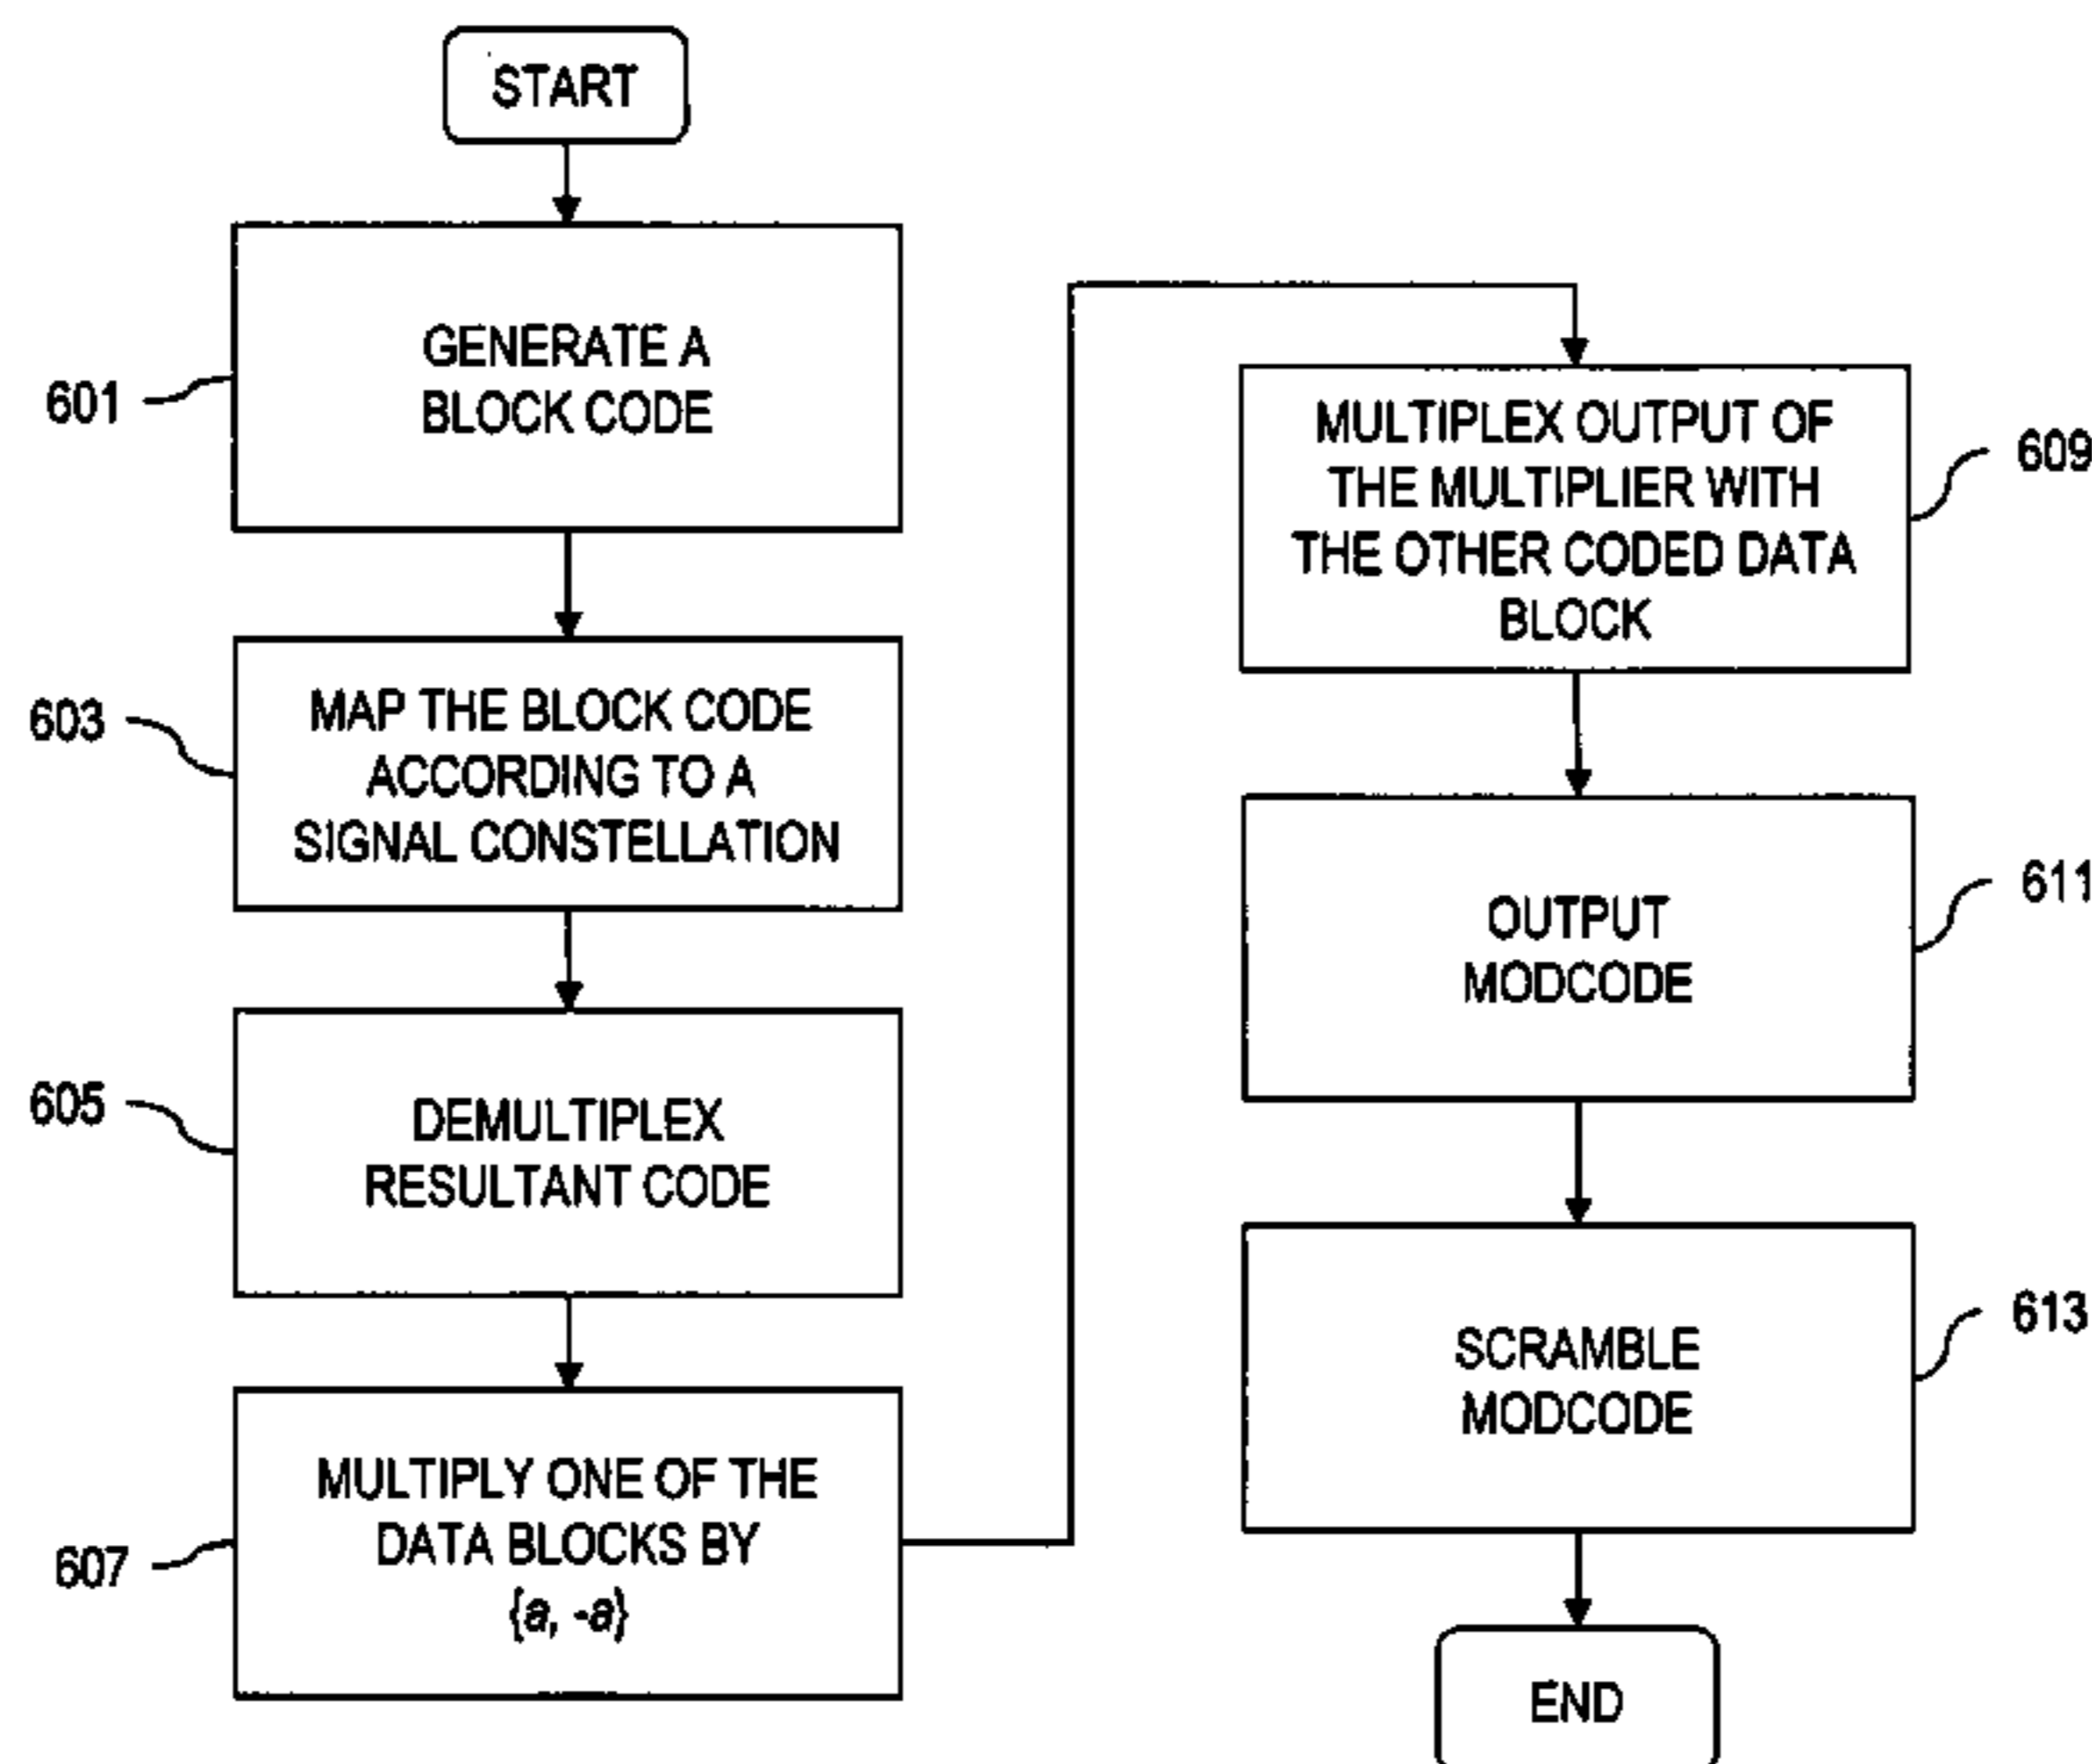 START
601
GENERATE A
BLOCK CODE
603
MAP THE BLOCK CODE
ACCORDING TO A
SIGNAL CONSTELLATION
605
DEMULTIPLEX
RESULTANT CODE
607
MULTIPLY ONE OF THE
DATA BLOCKS BY
{a, -a}
MULTIPLEX OUTPUT OF
THE MULTIPLIER WITH
THE OTHER CODED DATA
BLOCK
609
OUTPUT
MODCODE
611
SCRAMBLE
MODCODE
613
END